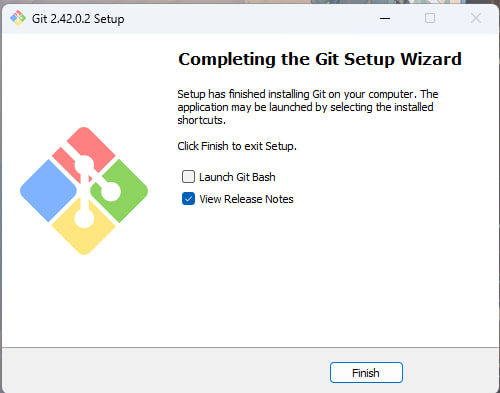 Git 2.42.0.2 Setup
Completing the Git Setup Wizard
Setup has finished installing Git on your computer. The
application may be launched by selecting the installed
shortcuts.
Click Finish to exit Setup.
Launch Git Bash
View Release Notes
Finish